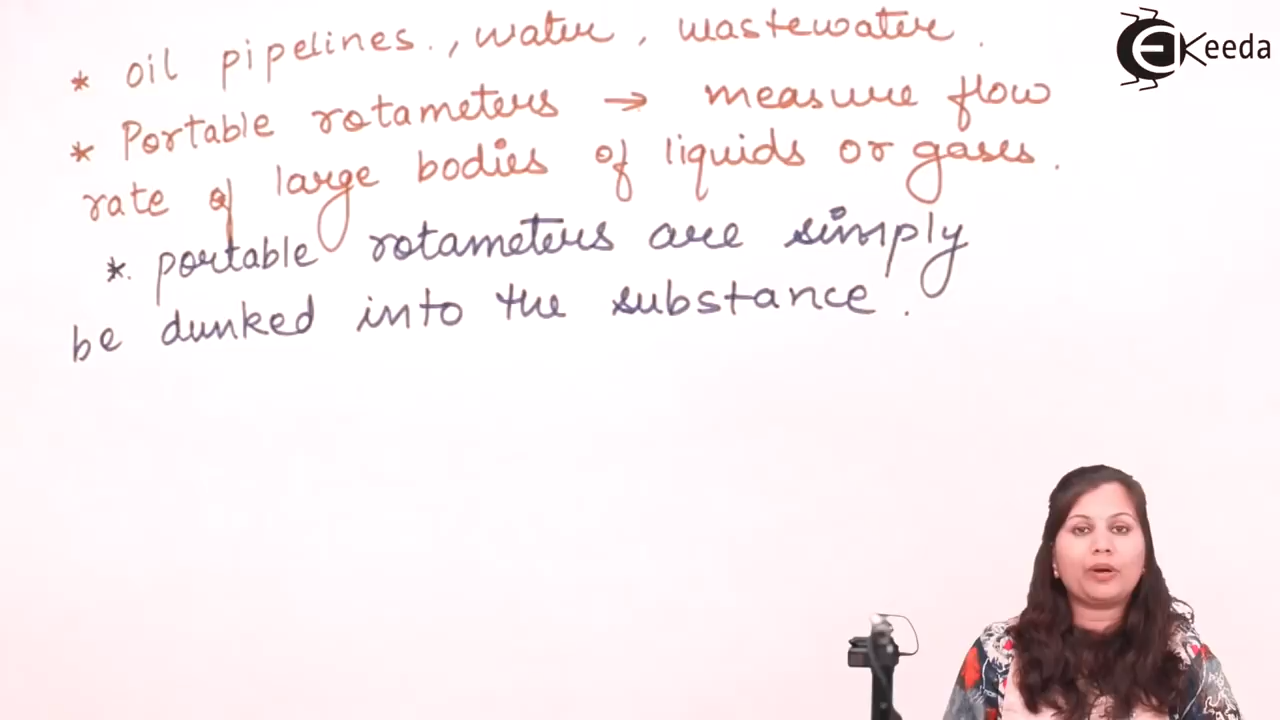 * oil pipelines., water, wastewater.
Ekeeda
* Portable rotameters → measure flow
rate of large bodies of liquids or gases.
*. portable rotameters are simply
be dunked into the substance.